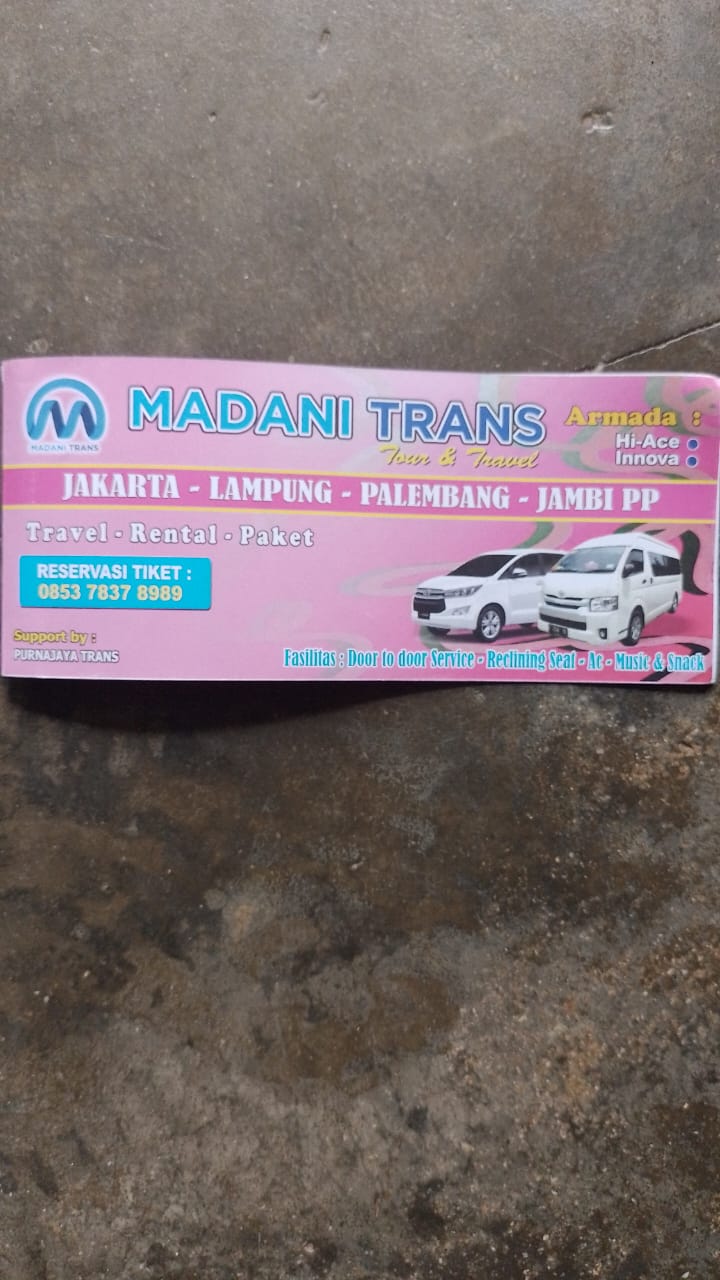 MADANI TRANS
MADANI TRANS
Tour & Travel
Armada :
Hi-Ace
Innova
JAKARTA - LAMPUNG - PALEMBANG - JAMBI PP
Travel - Rental - Paket
RESERVASI TIKET :
0853 7837 8989
Support by :
PURNAJAYA TRANS
Fasilitas : Door to door Service - Reclining Seat - Ac - Music & Snack